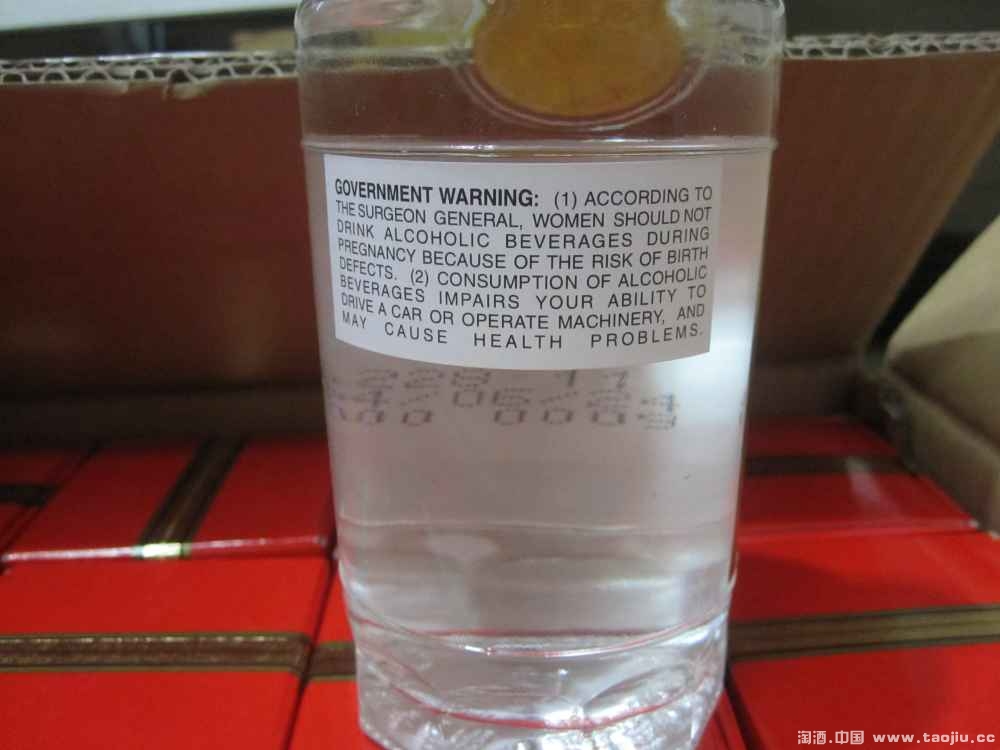 GOVERNMENT WARNING: (1) ACCORDING TO
THE SURGEON GENERAL, WOMEN SHOULD NOT
DRINK ALCOHOLIC BEVERAGES DURING
PREGNANCY BECAUSE OF THE RISK OF BIRTH
DEFECTS. (2) CONSUMPTION OF ALCOHOLIC
BEVERAGES IMPAIRS YOUR ABILITY TO
DRIVE A CAR OR OPERATE MACHINERY, AND
MAY CAUSE HEALTH PROBLEMS.
淘酒.中国 www.taojiu.cc